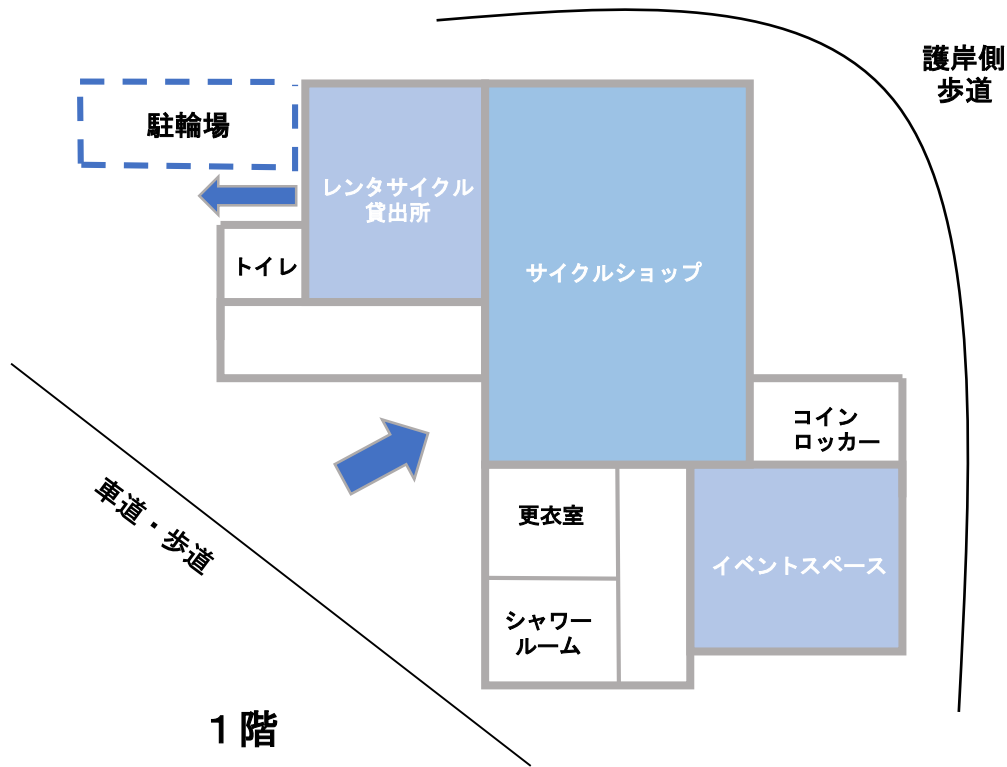 護岸側
歩道
駐輪場
レンタサイクル
貸出所
トイレ
サイクルショップ
コイン
ロッカー
車道・歩道
更衣室
イベントスペース
シャワー
ルーム
１階